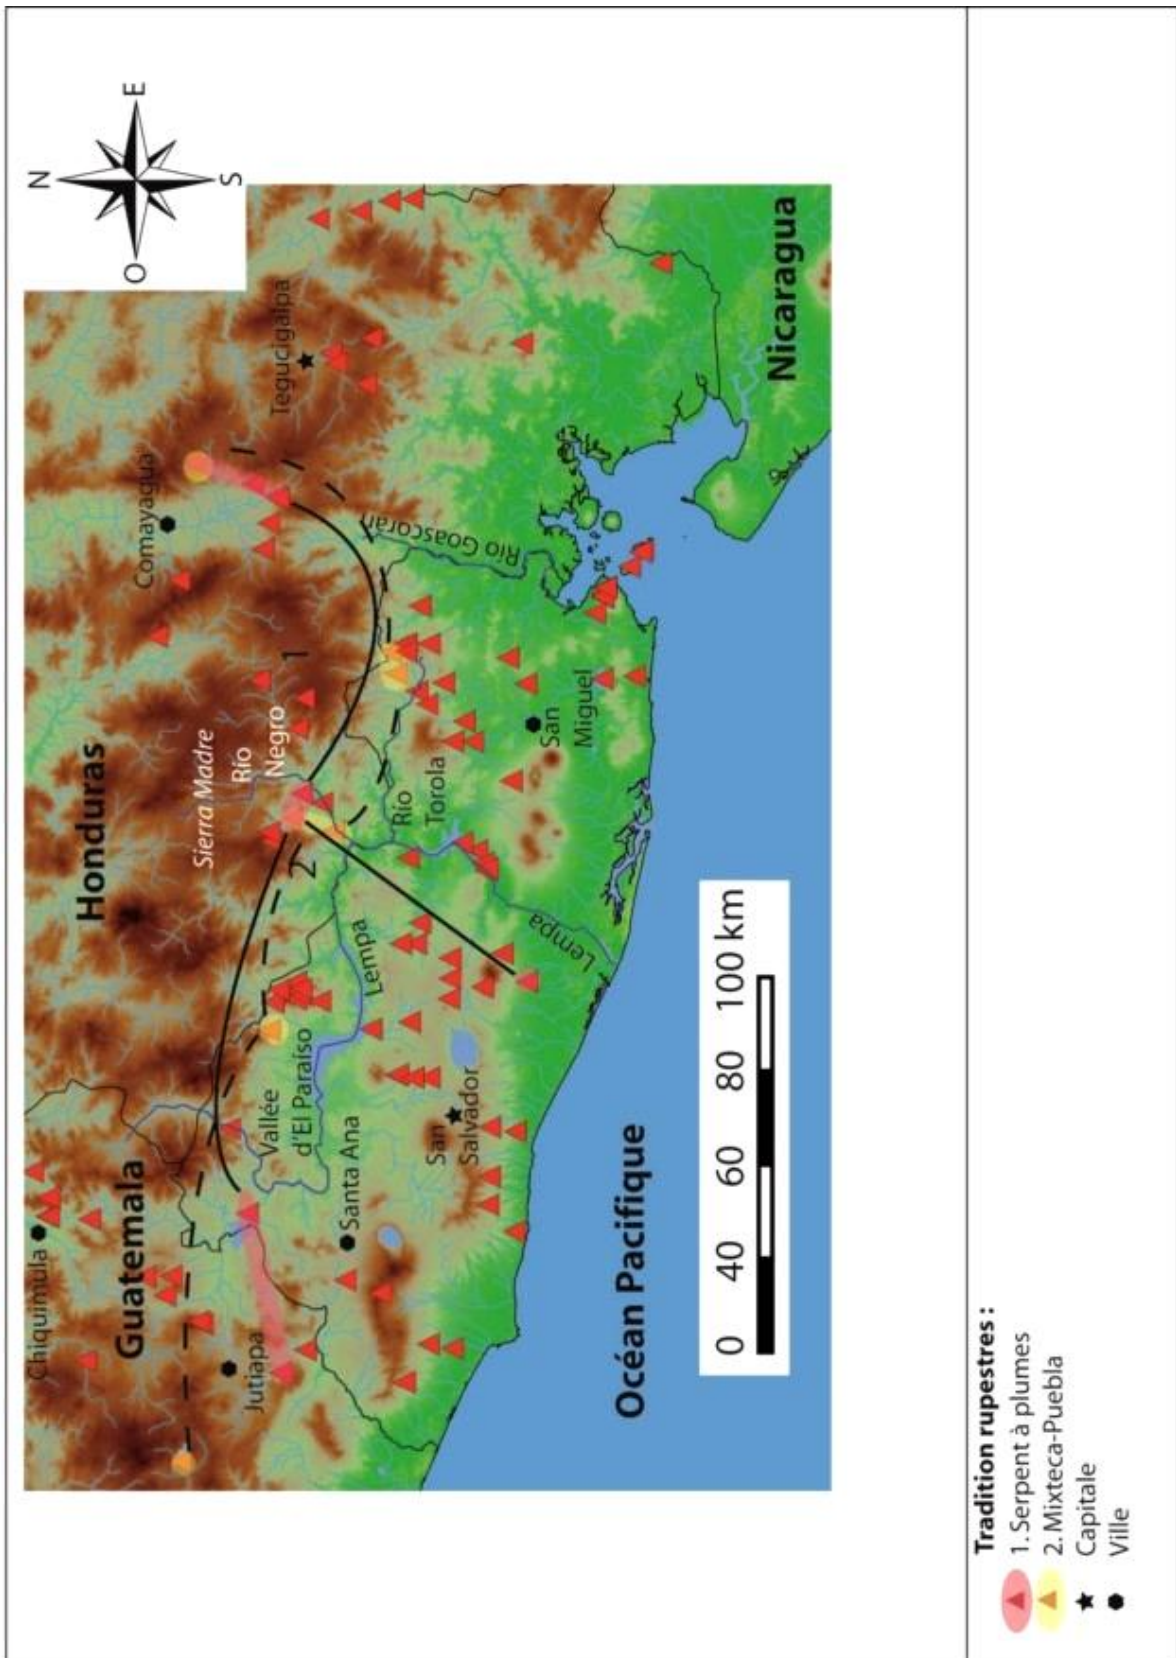 N
O
E
S
Chiquimula
Guatemala
Honduras
Comayagua
Tegucigalpa
Sierra Madre
Río
Negro
1
2
Jutiapa
Vallée
d'El Paraíso
Lempa
Santa Ana
Río
Torola
Río Goascorán
San
Salvador
San
Miguel
Lempa
Nicaragua
Océan Pacifique
0 40 60 80 100 km
Tradition rupestres :
1. Serpent à plumes
2. Mixteca-Puebla
Capitale
Ville